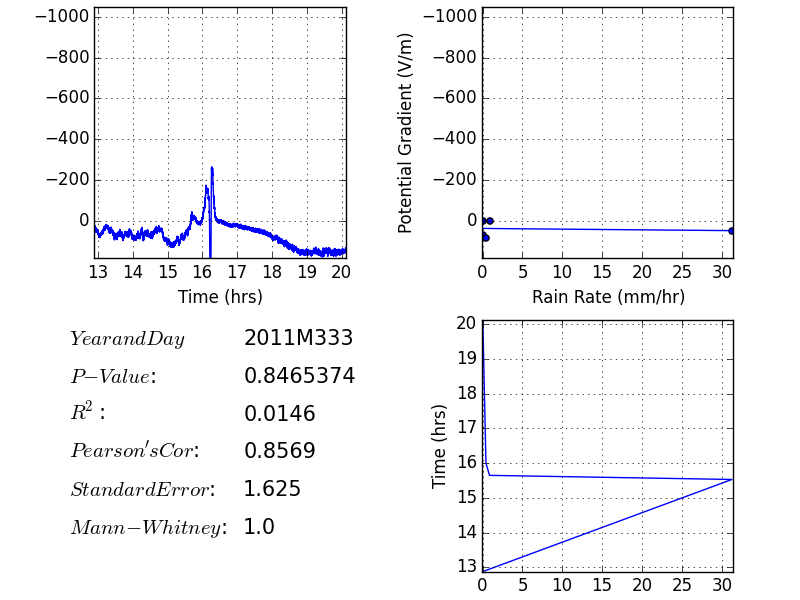 −1000
−800
−600
−400
−200
0
13 14 15 16 17 18 19 20
Time (hrs)
Potential Gradient (V/m)
−1000
−800
−600
−400
−200
0
0 5 10 15 20 25 30
Rain Rate (mm/hr)
YearandDay 2011M333
P−Value: 0.8465374
R²: 0.0146
Pearson'sCor: 0.8569
StandardError: 1.625
Mann−Whitney: 1.0
Time (hrs)
20
19
18
17
16
15
14
13
0 5 10 15 20 25 30